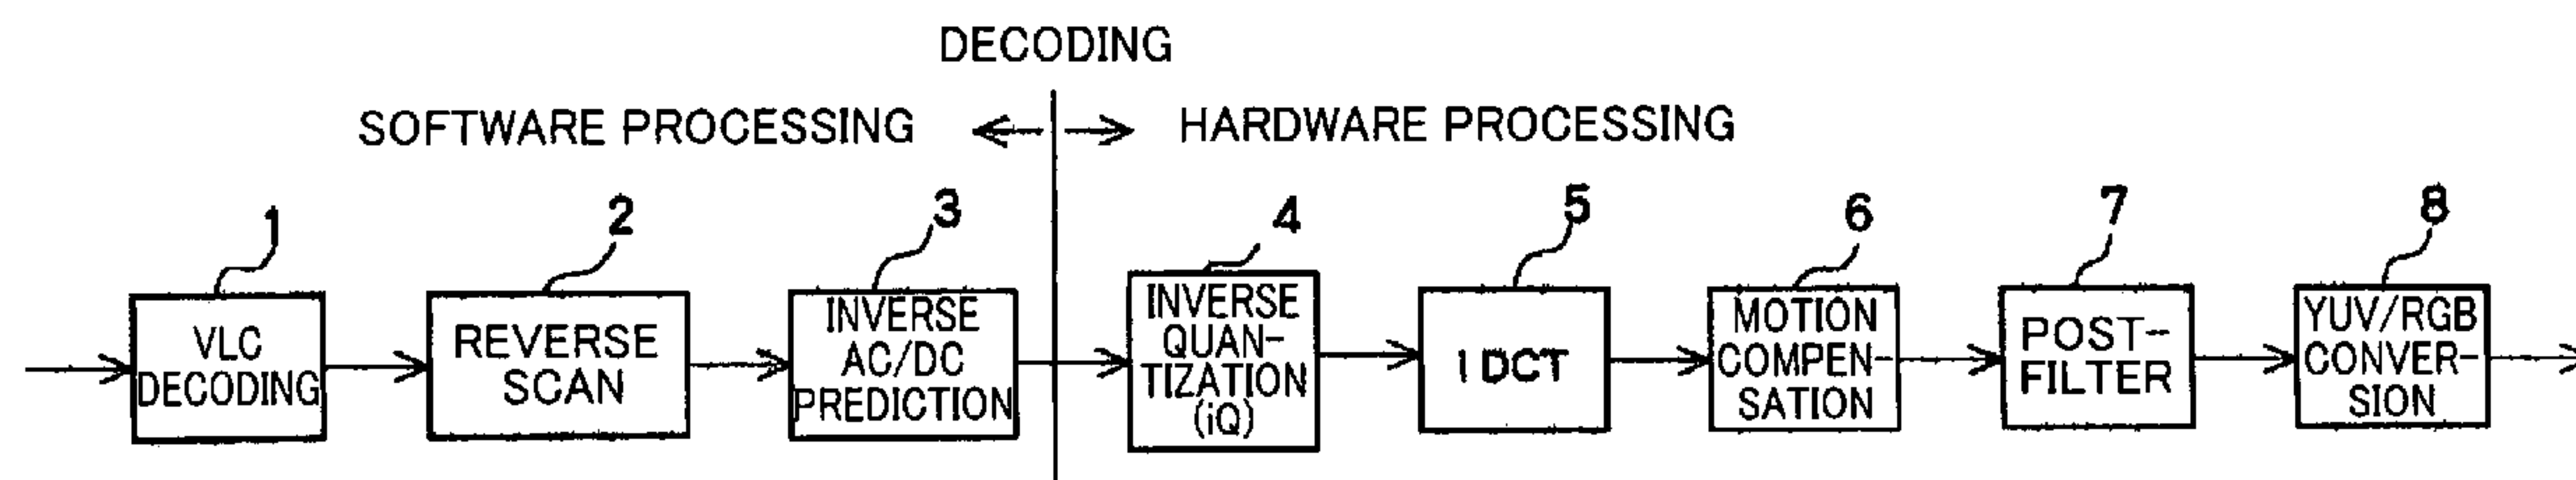 DECODING
SOFTWARE PROCESSING
HARDWARE PROCESSING
1
2
3
4
5
6
7
8
VLC
DECODING
REVERSE
SCAN
INVERSE
AC/DC
PREDICTION
INVERSE
QUAN-
TIZATION
(iQ)
IDCT
MOTION
COMPEN-
SATION
POST-
FILTER
YUV/RGB
CONVER-
SION